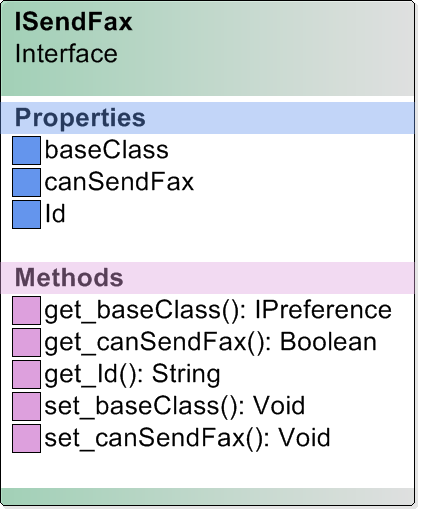 ISendFax
Interface
Properties
baseClass
canSendFax
Id
Methods
get_baseClass(): IPreference
get_canSendFax(): Boolean
get_Id(): String
set_baseClass(): Void
set_canSendFax(): Void